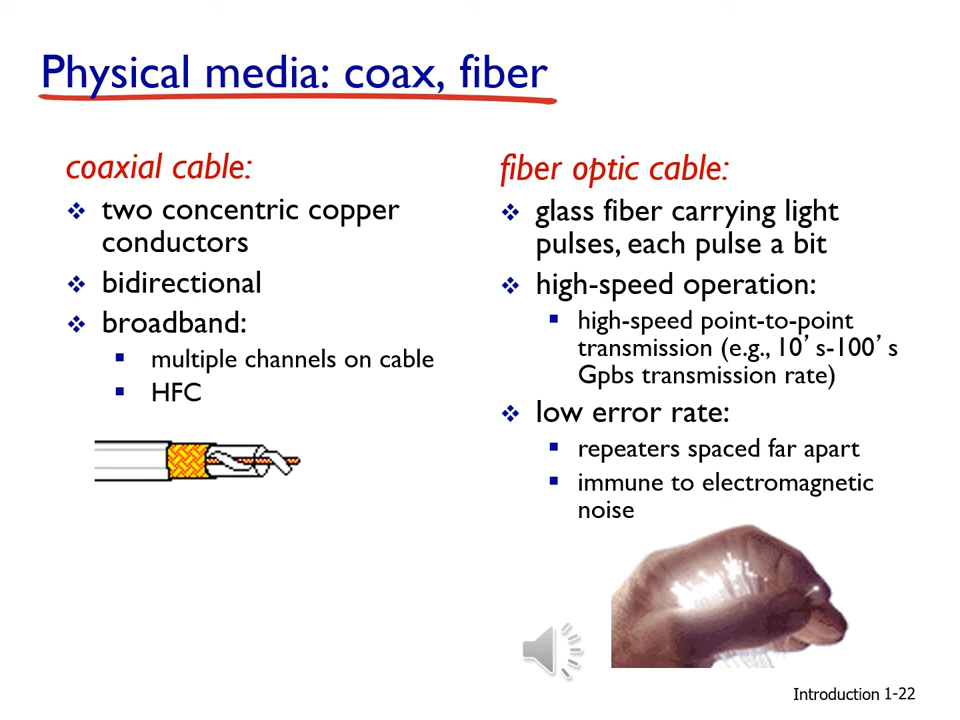 Physical media: coax, fiber
coaxial cable:
two concentric copper
conductors
bidirectional
broadband:
multiple channels on cable
HFC
fiber optic cable:
glass fiber carrying light
pulses, each pulse a bit
high-speed operation:
high-speed point-to-point
transmission (e.g., 10’s-100’s
Gpbs transmission rate)
low error rate:
repeaters spaced far apart
immune to electromagnetic
noise
Introduction 1-22